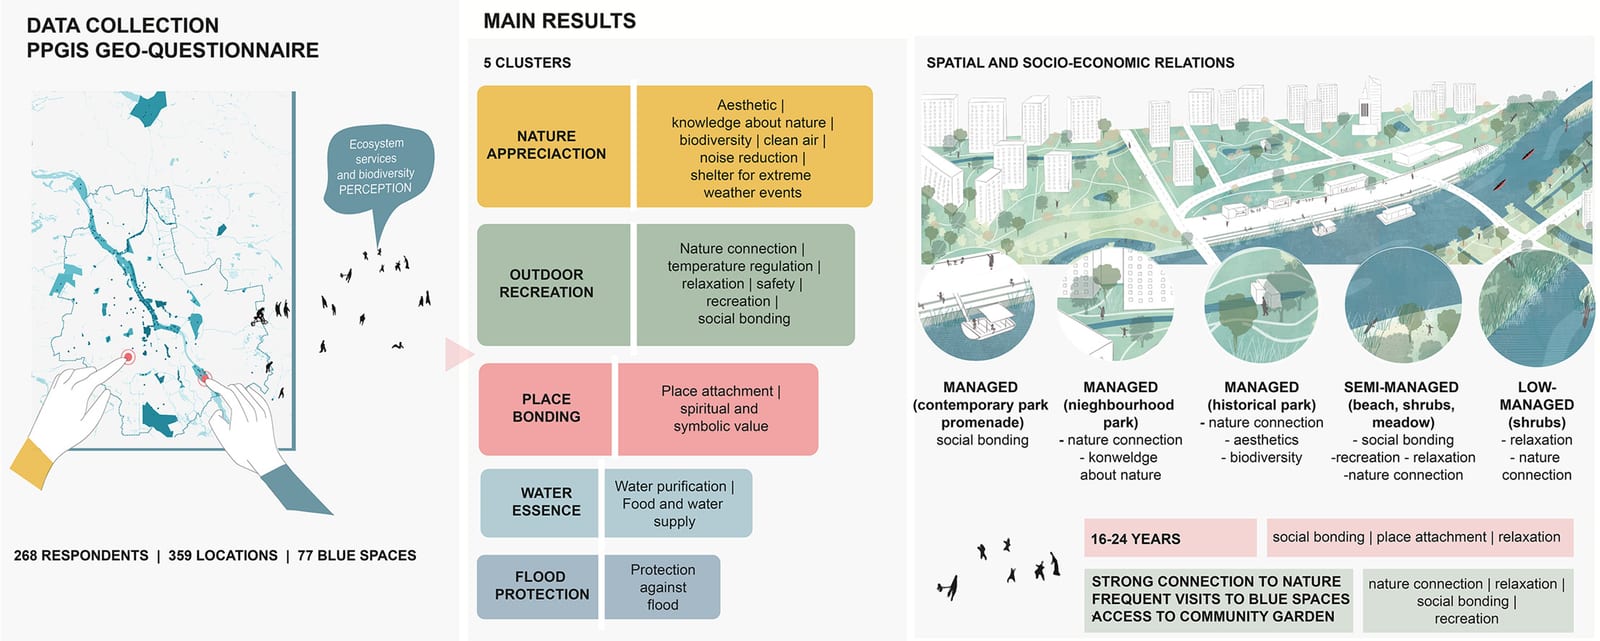 DATA COLLECTION
PPGIS GEO-QUESTIONNAIRE
Ecosystem
services
and biodiversity
PERCEPTION
268 RESPONDENTS | 359 LOCATIONS | 77 BLUE SPACES
MAIN RESULTS
5 CLUSTERS
NATURE
APPRECIACTION
Aesthetic |
knowledge about nature |
biodiversity | clean air |
noise reduction |
shelter for extreme
weather events
OUTDOOR
RECREATION
Nature connection |
temperature regulation |
relaxation | safety |
recreation |
social bonding
PLACE
BONDING
Place attachment |
spiritual and
symbolic value
WATER
ESSENCE
Water purification |
Food and water
supply
FLOOD
PROTECTION
Protection
against
flood
SPATIAL AND SOCIO-ECONOMIC RELATIONS
MANAGED
(contemporary park
promenade)
social bonding
MANAGED
(nieghbourhood
park)
- nature connection
- konweldge
about nature
MANAGED
(historical park)
- nature connection
- aesthetics
- biodiversity
SEMI-MANAGED
(beach, shrubs,
meadow)
- social bonding
-recreation - relaxation
-nature connection
LOW-
MANAGED
(shrubs)
- relaxation
- nature
connection
16-24 YEARS
social bonding | place attachment | relaxation
STRONG CONNECTION TO NATURE
FREQUENT VISITS TO BLUE SPACES
ACCESS TO COMMUNITY GARDEN
nature connection | relaxation |
social bonding |
recreation